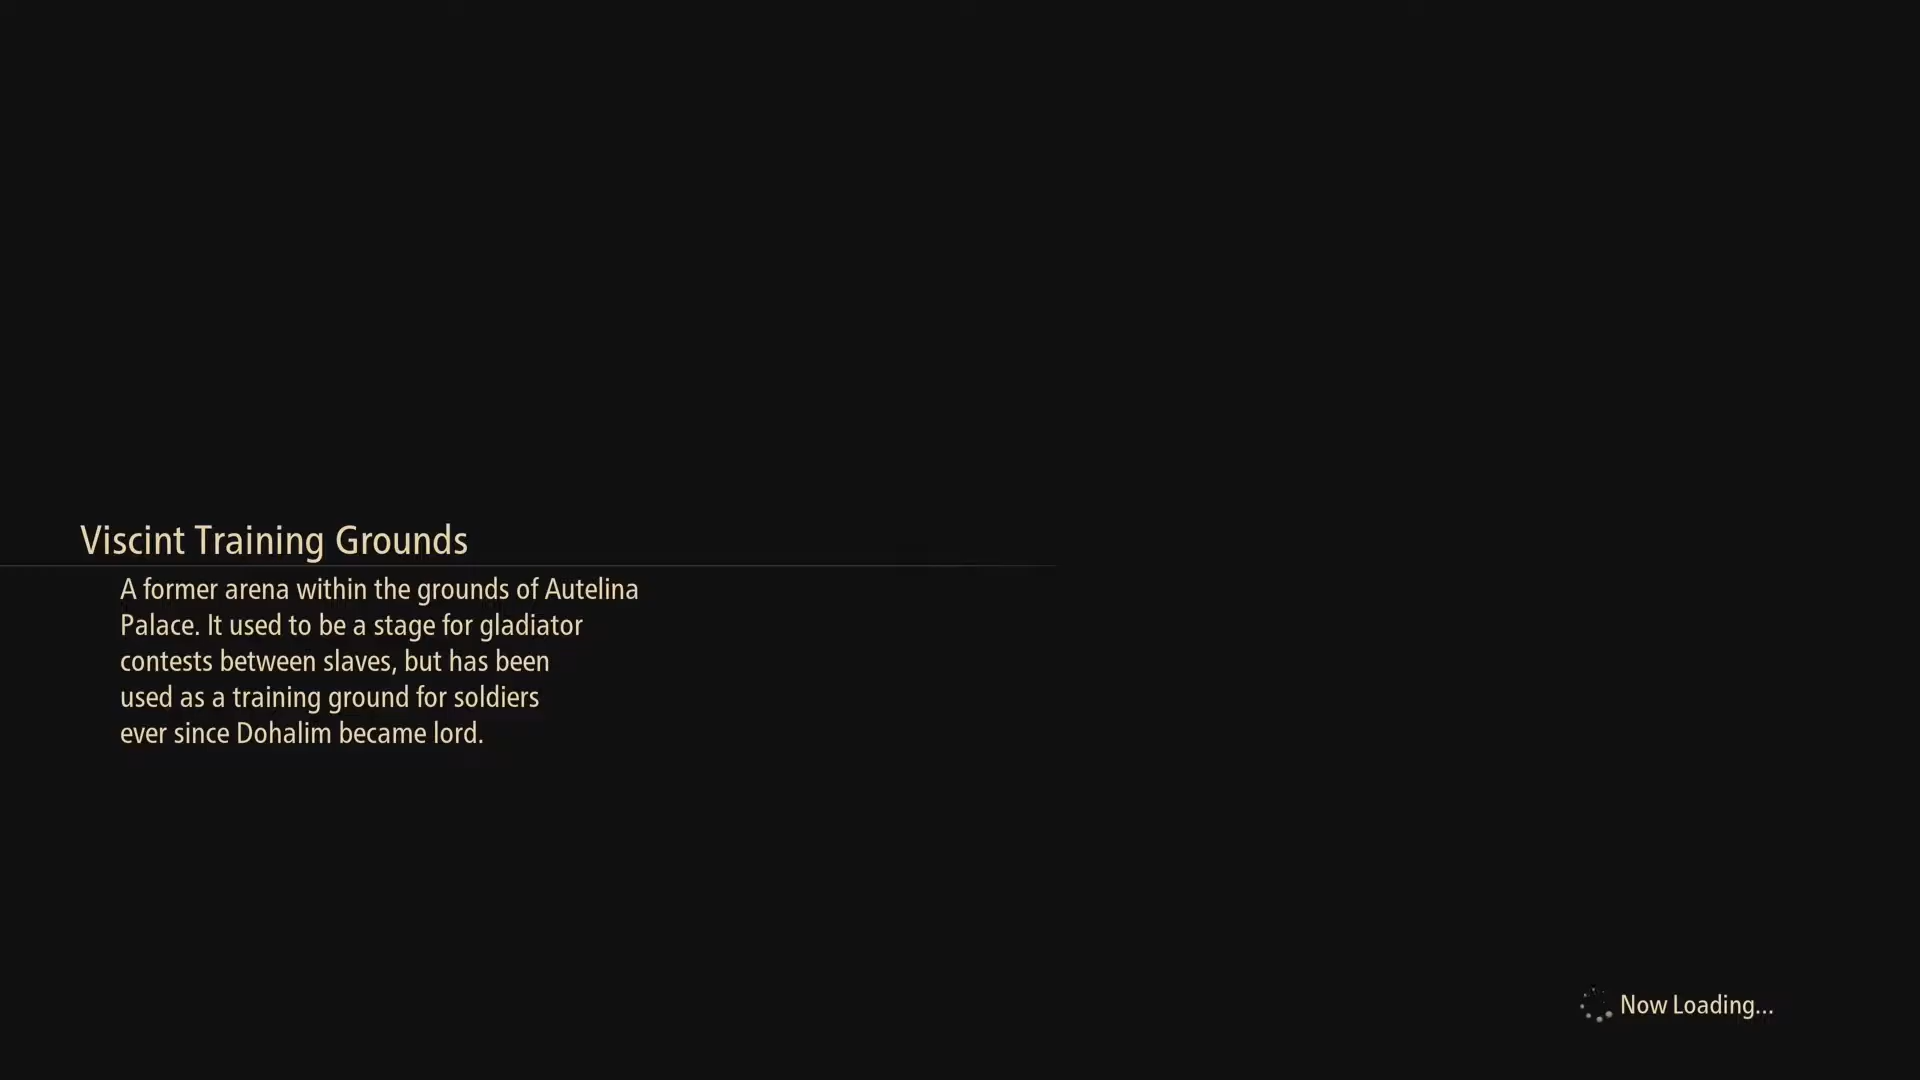 Viscint Training Grounds
A former arena within the grounds of Autelina
Palace. It used to be a stage for gladiator
contests between slaves, but has been
used as a training ground for soldiers
ever since Dohalim became lord.
Now Loading...